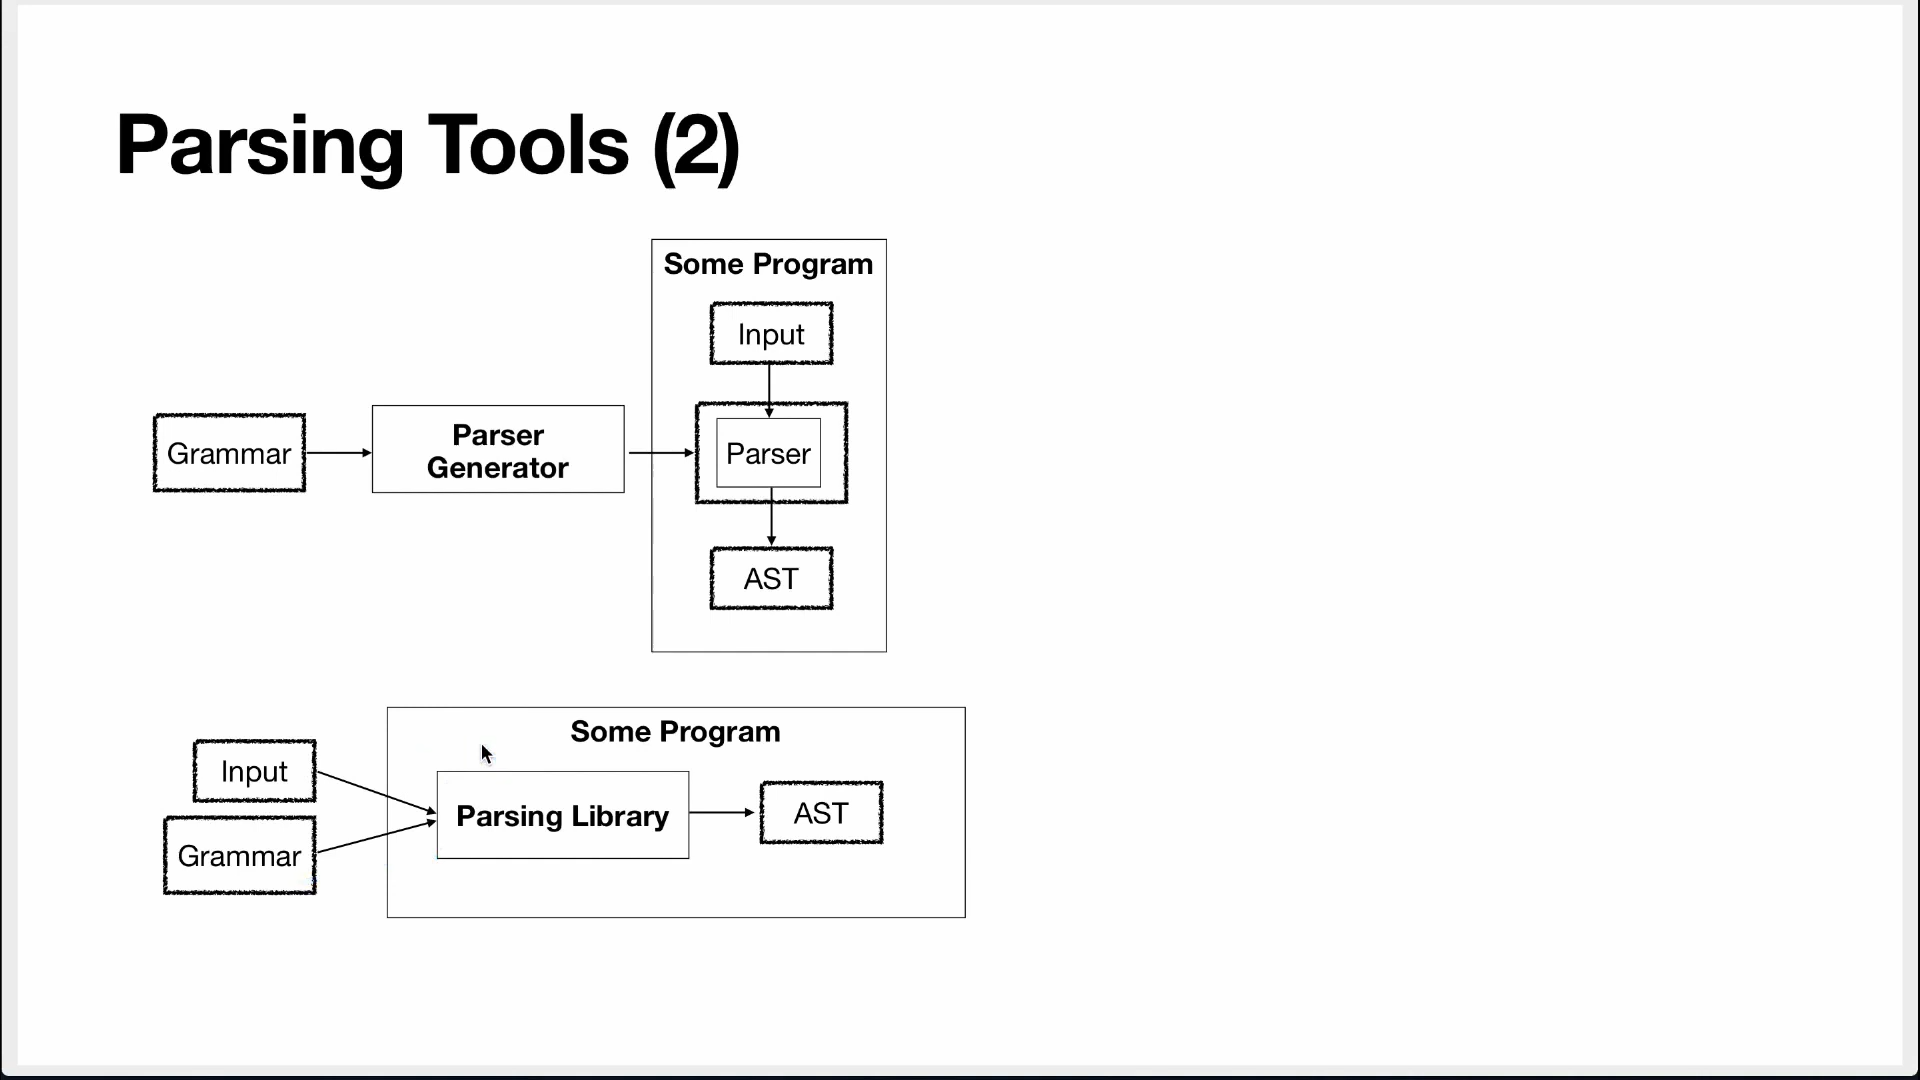 Parsing Tools (2)
Some Program
Input
Grammar
Parser
Generator
Parser
AST
Some Program
Input
Grammar
Parsing Library
AST